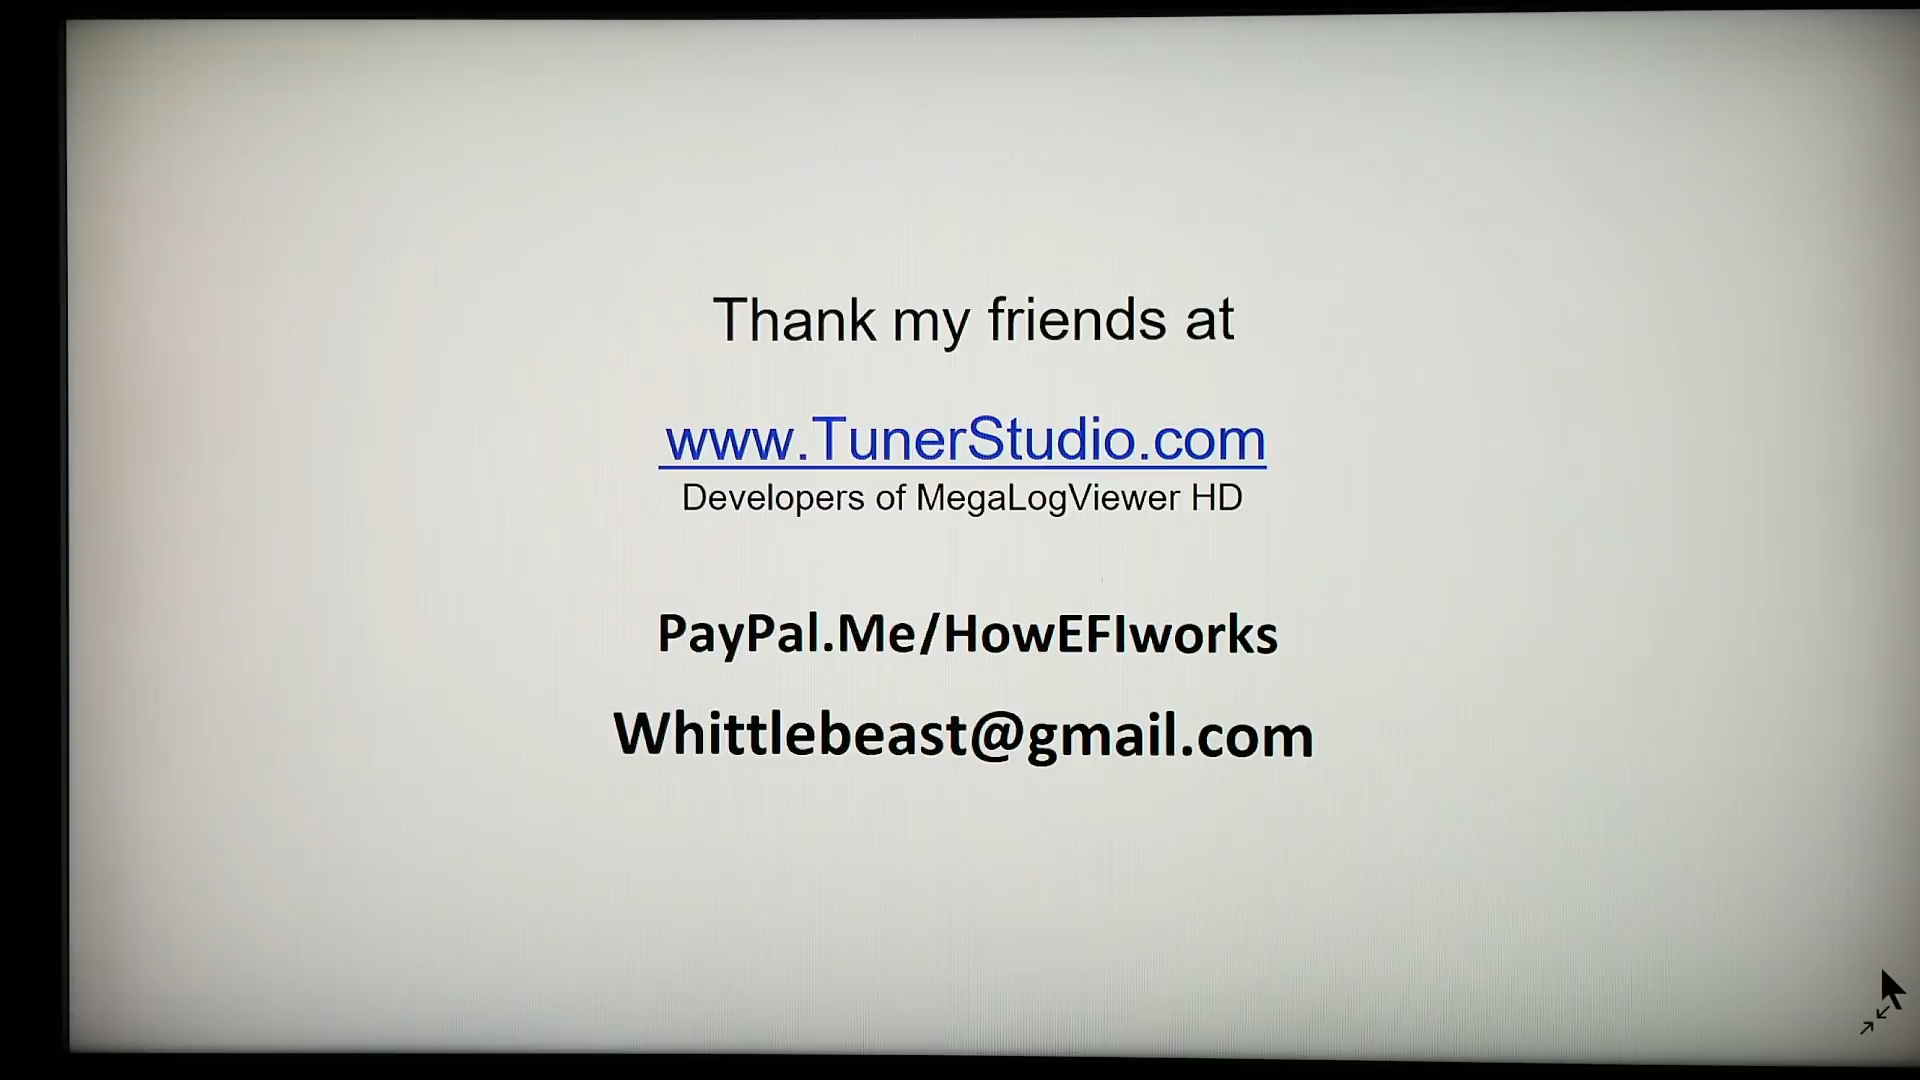 Thank my friends at
www.TunerStudio.com
Developers of MegaLogViewer HD
PayPal.Me/HowEFIworks
Whittlebeast@gmail.com